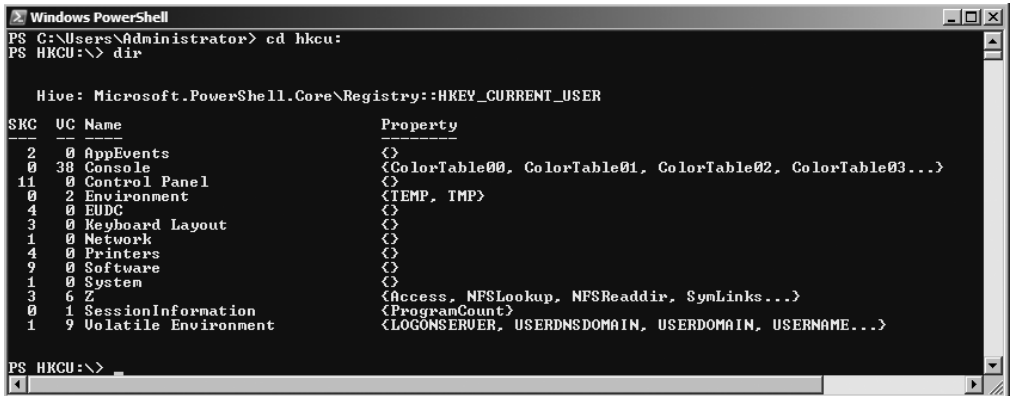 Windows PowerShell
PS C:\Users\Administrator> cd hkcu:
PS HKCU:\> dir
Hive: Microsoft.PowerShell.Core\Registry::HKEY_CURRENT_USER
SKC VC Name Property
--- -- ---- --------
2 0 AppEvents {}
0 38 Console {ColorTable00, ColorTable01, ColorTable02, ColorTable03...}
11 0 Control Panel {}
0 2 Environment {TEMP, TMP}
4 0 EUDC {}
3 0 Keyboard Layout {}
1 0 Network {}
4 0 Printers {}
9 0 Software {}
1 0 System {}
3 6 Z {Access, NFSLookup, NFSReaddir, SymLinks...}
0 1 SessionInformation {ProgramCount}
1 9 Volatile Environment {LOGONSERVER, USERDNSDOMAIN, USERDOMAIN, USERNAME...}
PS HKCU:\> _